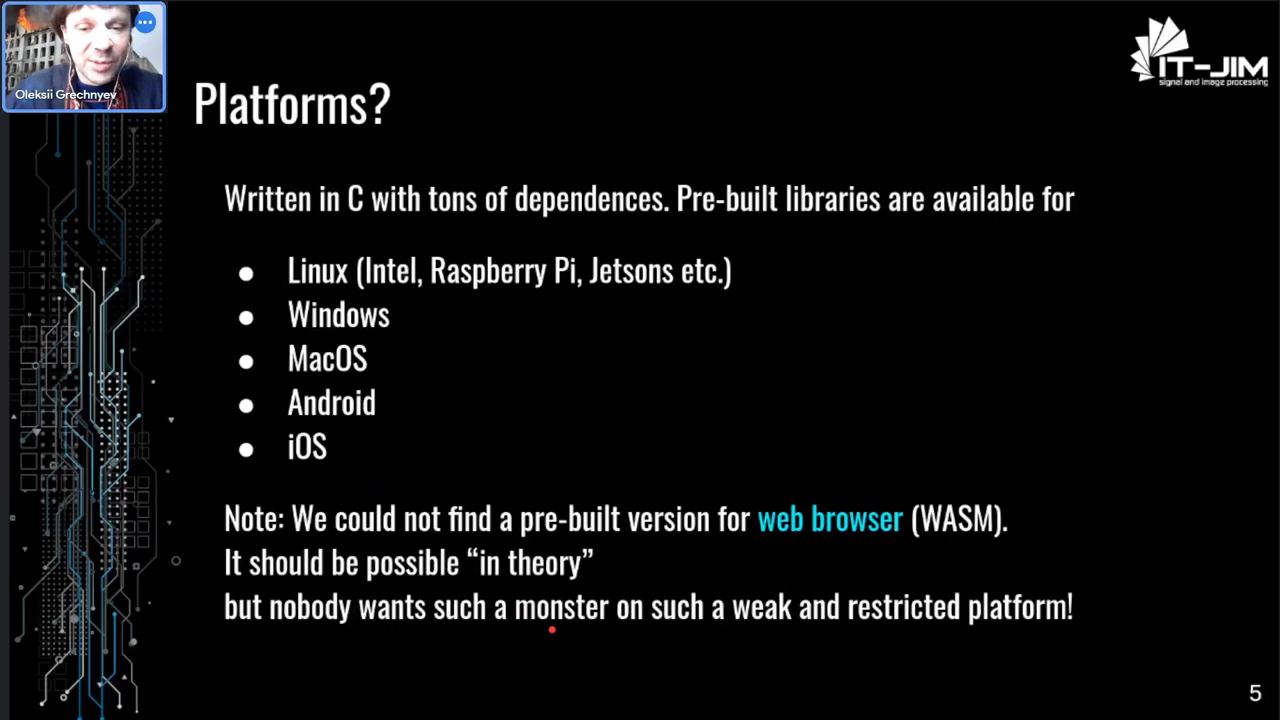 Oleksii Grechnyev
IT-JIM
signal and image processing
Platforms?
Written in C with tons of dependences. Pre-built libraries are available for
● Linux (Intel, Raspberry Pi, Jetsons etc.)
● Windows
● MacOS
● Android
● iOS
Note: We could not find a pre-built version for web browser (WASM).
It should be possible “in theory”
but nobody wants such a monster on such a weak and restricted platform!
5